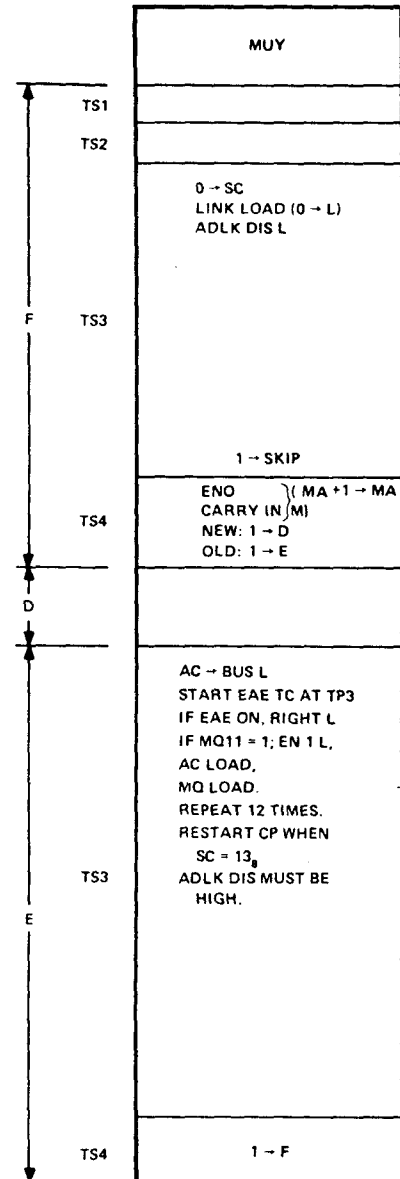 MUY
TS1
TS2
0 → SC
LINK LOAD (0 → L)
ADLK DIS L
F
TS3
1 → SKIP
ENO } ( MA +1 → MA
CARRY IN } M)
TS4
NEW: 1 → D
OLD: 1 → E
D
AC → BUS L
START EAE TC AT TP3
IF EAE ON, RIGHT L
IF MQ11 = 1; EN 1 L,
AC LOAD,
MQ LOAD.
REPEAT 12 TIMES.
RESTART CP WHEN
SC = 13₈
TS3
ADLK DIS MUST BE
HIGH.
E
TS4
1 → F